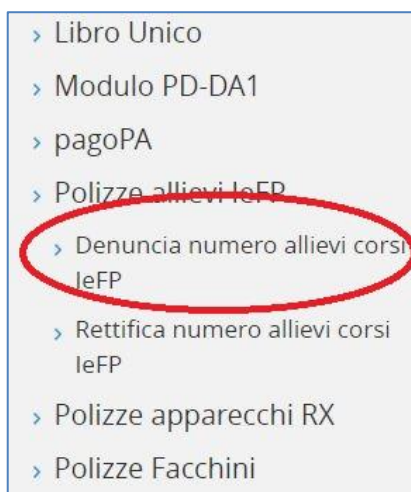 Libro Unico
Modulo PD-DA1
pagoPA
Polizze allievi IeFP
Denuncia numero allievi corsi
IeFP
Rettifica numero allievi corsi
IeFP
Polizze apparecchi RX
Polizze Facchini